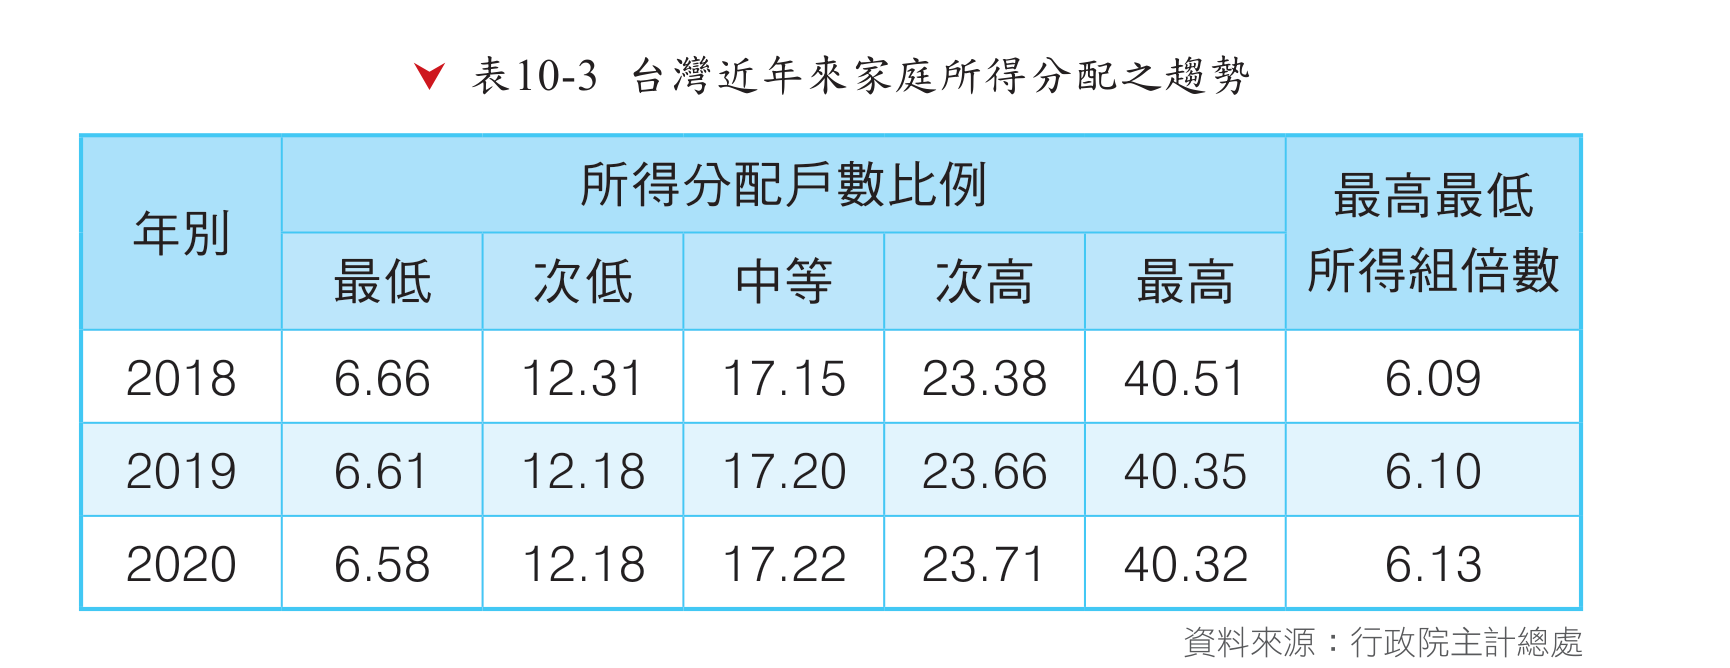 表10-3 台灣近年來家庭所得分配之趨勢
年別 所得分配戶數比例 最高最低所得組倍數
最低 次低 中等 次高 最高
2018 6.66 12.31 17.15 23.38 40.51 6.09
2019 6.61 12.18 17.20 23.66 40.35 6.10
2020 6.58 12.18 17.22 23.71 40.32 6.13
資料來源：行政院主計總處